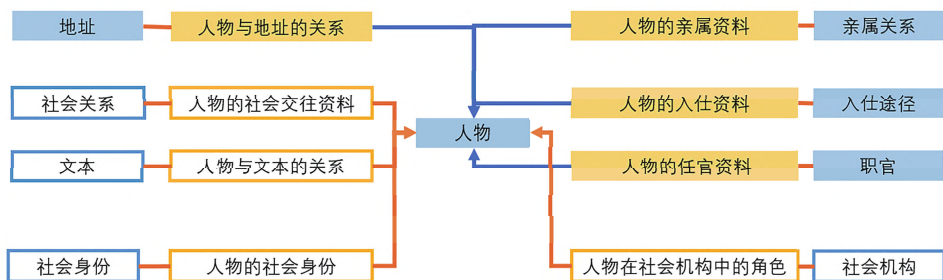 地址
人物与地址的关系
人物的亲属资料
亲属关系
社会关系
人物的社会交往资料
人物的入仕资料
入仕途径
人物
文本
人物与文本的关系
人物的任官资料
职官
社会身份
人物的社会身份
人物在社会机构中的角色
社会机构